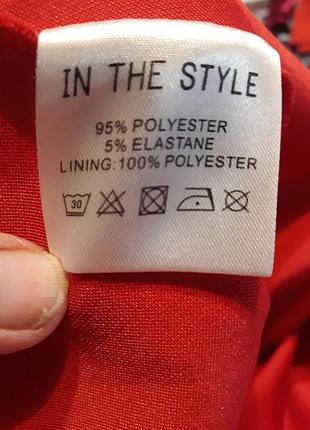 IN THE STYLE
95% POLYESTER
5% ELASTANE
LINING:100% POLYESTER
30